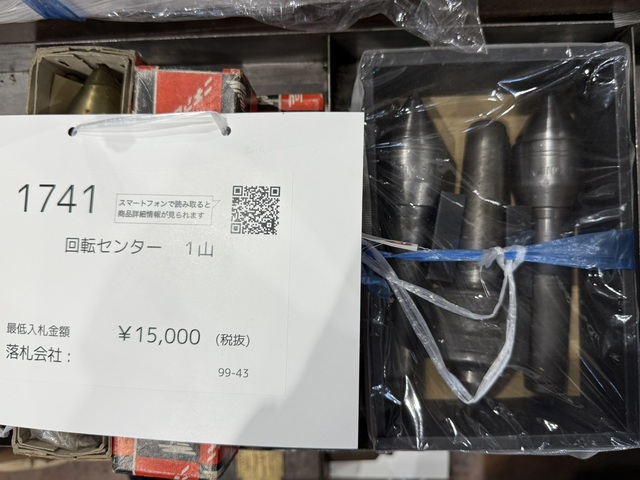 1741
スマートフォンで読み取ると
商品詳細情報が見られます
回転センター　1山
最低入札金額　￥15,000　(税抜)
落札会社：
99-43